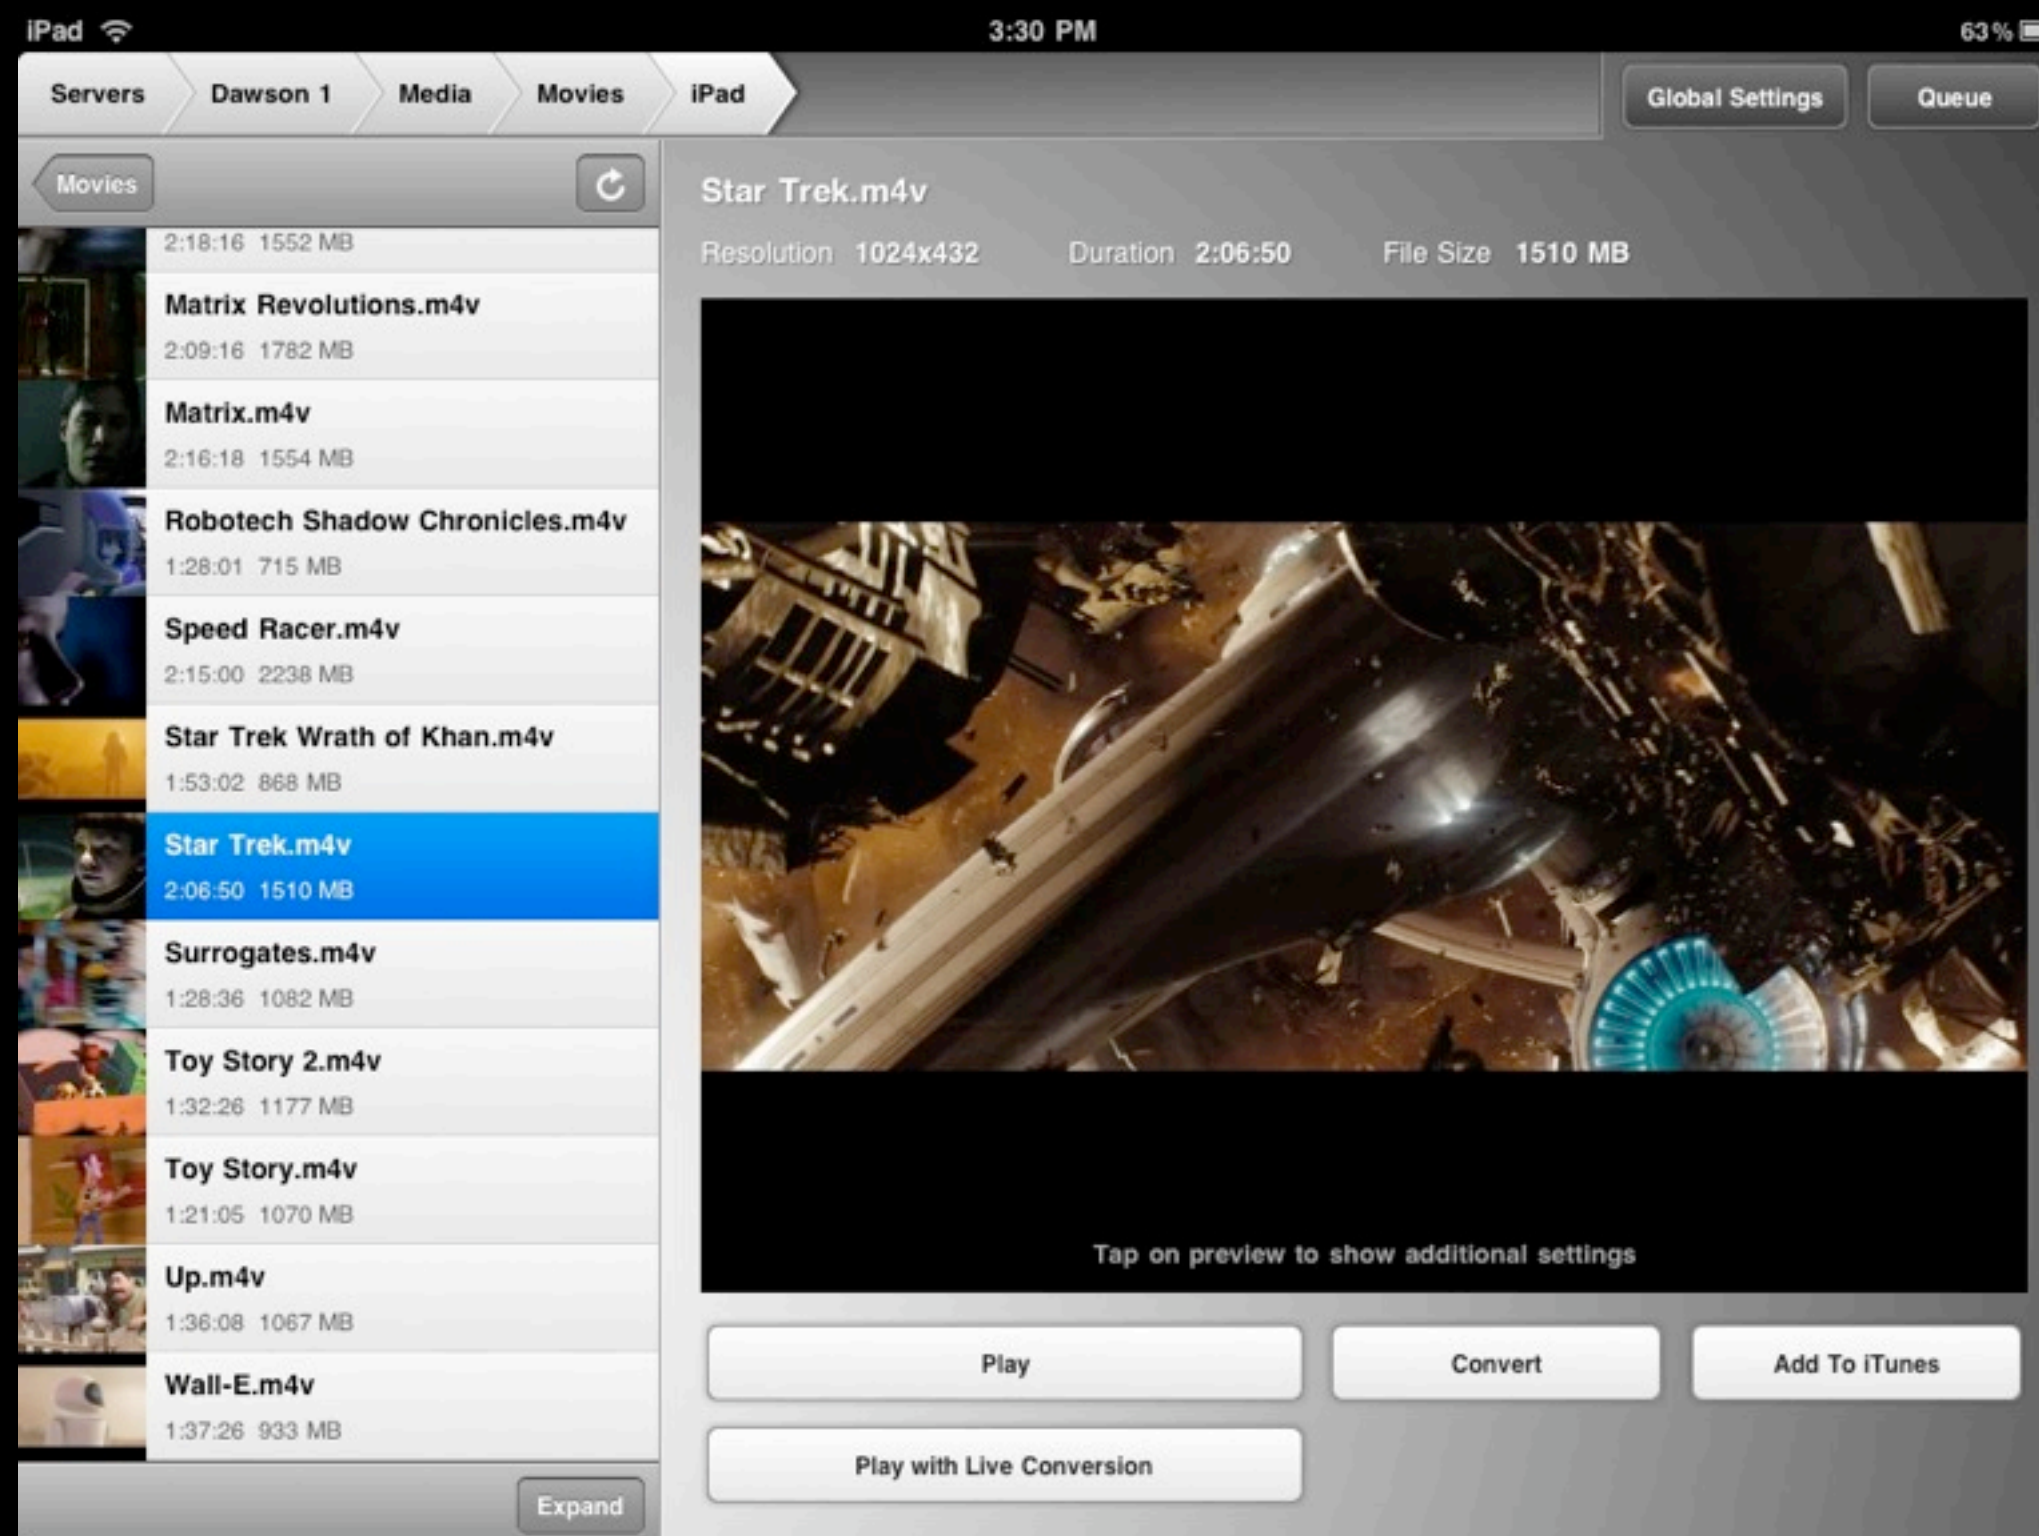 iPad 3:30 PM 63%
Servers Dawson 1 Media Movies iPad Global Settings Queue
Movies
2:18:16 1552 MB
Matrix Revolutions.m4v
2:09:16 1782 MB
Matrix.m4v
2:16:18 1554 MB
Robotech Shadow Chronicles.m4v
1:28:01 715 MB
Speed Racer.m4v
2:15:00 2238 MB
Star Trek Wrath of Khan.m4v
1:53:02 868 MB
Star Trek.m4v
2:06:50 1510 MB
Surrogates.m4v
1:28:36 1082 MB
Toy Story 2.m4v
1:32:26 1177 MB
Toy Story.m4v
1:21:05 1070 MB
Up.m4v
1:36:08 1067 MB
Wall-E.m4v
1:37:26 933 MB
Expand
Star Trek.m4v
Resolution 1024x432 Duration 2:06:50 File Size 1510 MB
Tap on preview to show additional settings
Play Convert Add To iTunes
Play with Live Conversion